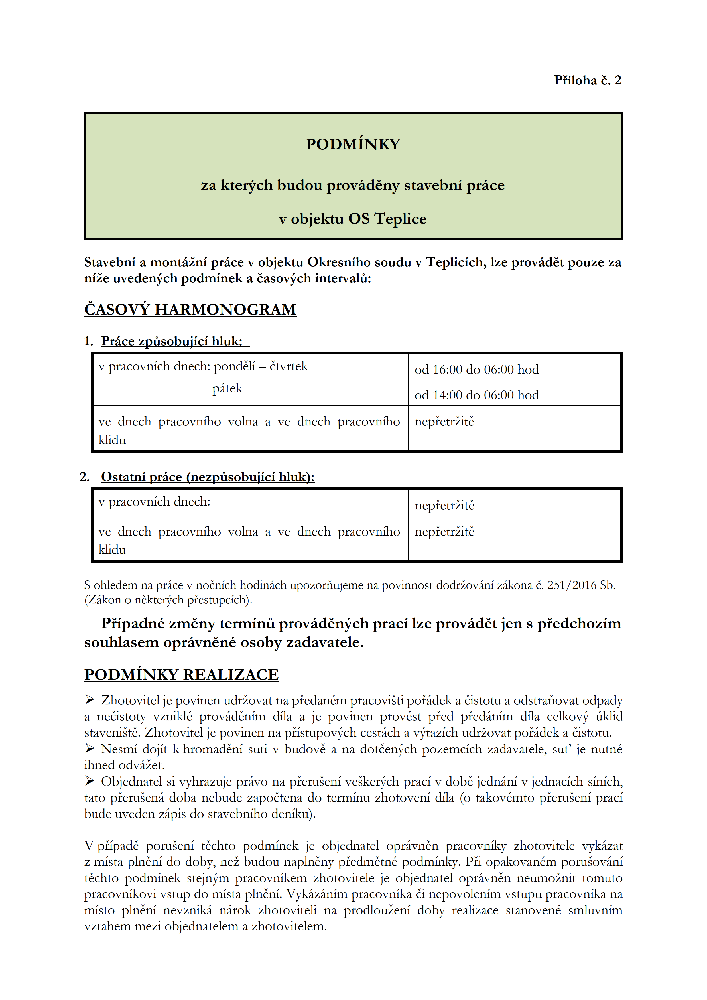 Příloha č. 2
PODMÍNKY
za kterých budou prováděny stavební práce
v objektu OS Teplice
Stavební a montážní práce v objektu Okresního soudu v Teplicích, lze provádět pouze za
níže uvedených podmínek a časových intervalů:
ČASOVÝ HARMONOGRAM
1. Práce způsobující hluk:
v pracovních dnech: pondělí – čtvrtek
od 16:00 do 06:00 hod
pátek
od 14:00 do 06:00 hod
ve dnech pracovního volna a ve dnech pracovního
klidu
nepřetržitě
2. Ostatní práce (nezpůsobující hluk):
v pracovních dnech:
nepřetržitě
ve dnech pracovního volna a ve dnech pracovního
klidu
nepřetržitě
S ohledem na práce v nočních hodinách upozorňujeme na povinnost dodržování zákona č. 251/2016 Sb.
(Zákon o některých přestupcích).
Případné změny termínů prováděných prací lze provádět jen s předchozím
souhlasem oprávněné osoby zadavatele.
PODMÍNKY REALIZACE
➢ Zhotovitel je povinen udržovat na předaném pracovišti pořádek a čistotu a odstraňovat odpady
a nečistoty vzniklé prováděním díla a je povinen provést před předáním díla celkový úklid
staveniště. Zhotovitel je povinen na přístupových cestách a výtazích udržovat pořádek a čistotu.
➢ Nesmí dojít k hromadění suti v budově a na dotčených pozemcích zadavatele, suť je nutné
ihned odvážet.
➢ Objednatel si vyhrazuje právo na přerušení veškerých prací v době jednání v jednacích síních,
tato přerušená doba nebude započtena do termínu zhotovení díla (o takovémto přerušení prací
bude uveden zápis do stavebního deníku).
V případě porušení těchto podmínek je objednatel oprávněn pracovníky zhotovitele vykázat
z místa plnění do doby, než budou naplněny předmětné podmínky. Při opakovaném porušování
těchto podmínek stejným pracovníkem zhotovitele je objednatel oprávněn neumožnit tomuto
pracovníkovi vstup do místa plnění. Vykázáním pracovníka či nepovolením vstupu pracovníka na
místo plnění nevzniká nárok zhotoviteli na prodloužení doby realizace stanovené smluvním
vztahem mezi objednatelem a zhotovitelem.